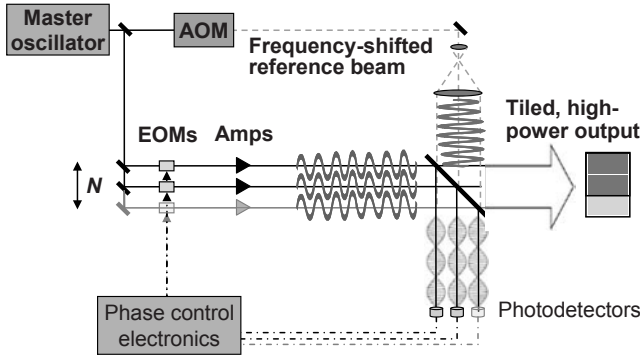 Master
oscillator
AOM
Frequency-shifted
reference beam
Tiled, high-
power output
EOMs
Amps
N
Phase control
electronics
Photodetectors